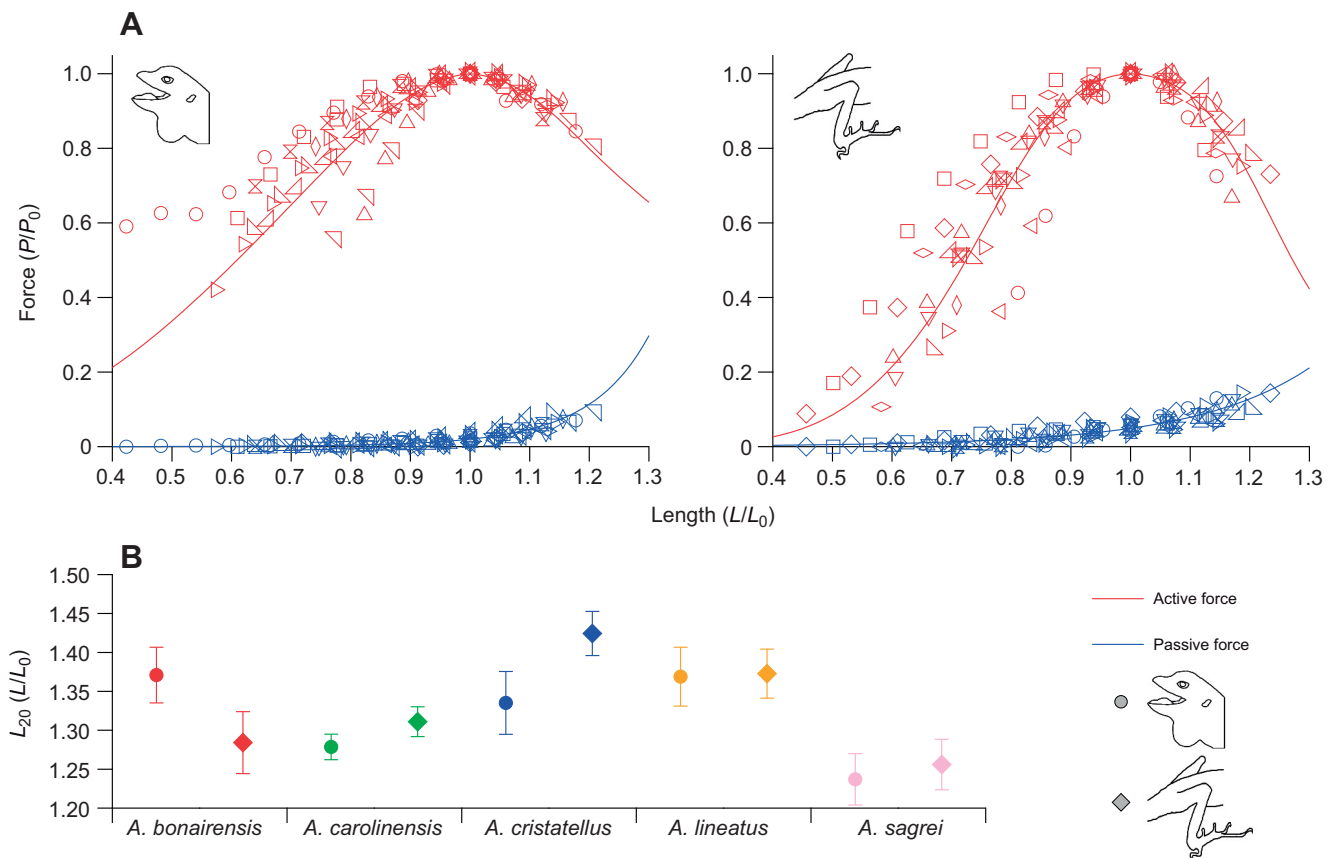 A
Force (P/P0)
1.0
0.8
0.6
0.4
0.2
0
0.4 0.5 0.6 0.7 0.8 0.9 1.0 1.1 1.2 1.3
1.0
0.8
0.6
0.4
0.2
0
0.4 0.5 0.6 0.7 0.8 0.9 1.0 1.1 1.2 1.3
Length (L/L0)
B
L20 (L/L0)
1.50
1.45
1.40
1.35
1.30
1.25
1.20
A. bonairensis A. carolinensis A. cristatellus A. lineatus A. sagrei
Active force
Passive force